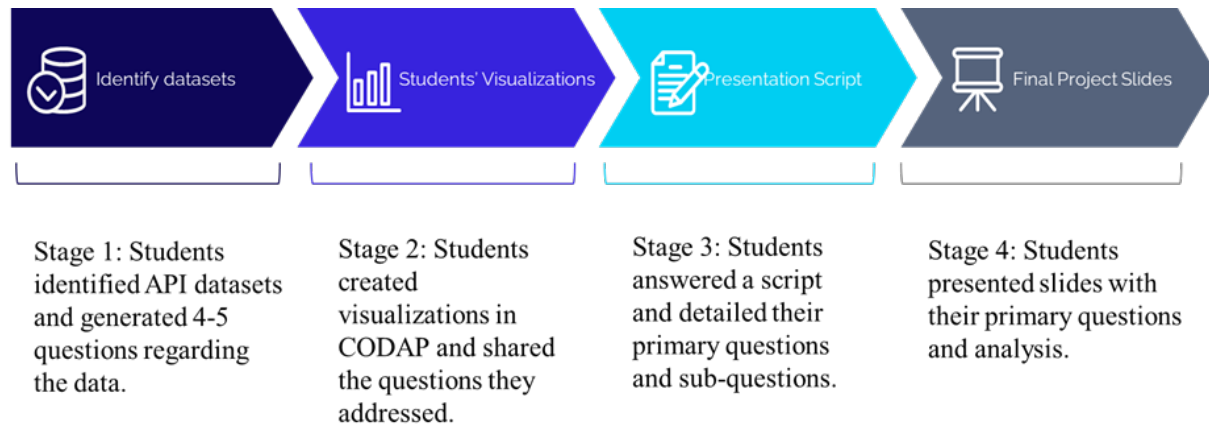 Identify datasets
Students' Visualizations
Presentation Script
Final Project Slides
Stage 1: Students
identified API datasets
and generated 4-5
questions regarding
the data.
Stage 2: Students
created
visualizations in
CODAP and shared
the questions they
addressed.
Stage 3: Students
answered a script
and detailed their
primary questions
and sub-questions.
Stage 4: Students
presented slides with
their primary questions
and analysis.